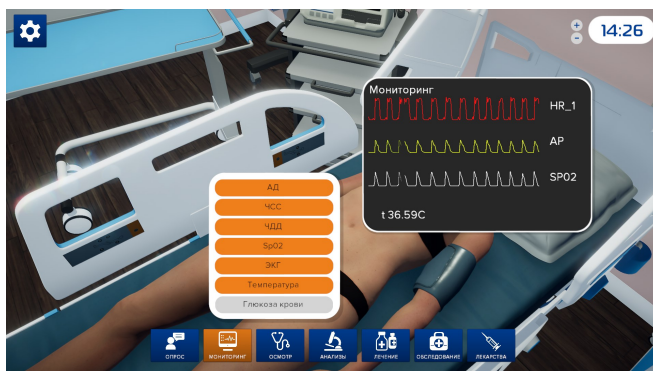 14:26
Мониторинг
HR_1
AP
SPO2
t 36.59C
АД
ЧСС
ЧДД
Sp02
ЭКГ
Температура
Глюкоза крови
ОПРОС
МОНИТОРИНГ
ОСМОТР
АНАЛИЗЫ
ЛЕЧЕНИЕ
ОБСЛЕДОВАНИЕ
ЛЕКАРСТВА